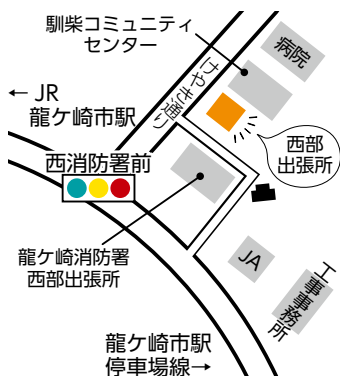 馴柴コミュニティ
センター
病院
けやき通り
← JR
龍ケ崎市駅
西部
出張所
西消防署前
龍ケ崎消防署
西部出張所
JA
工事事務所
龍ケ崎市駅
停車場線→